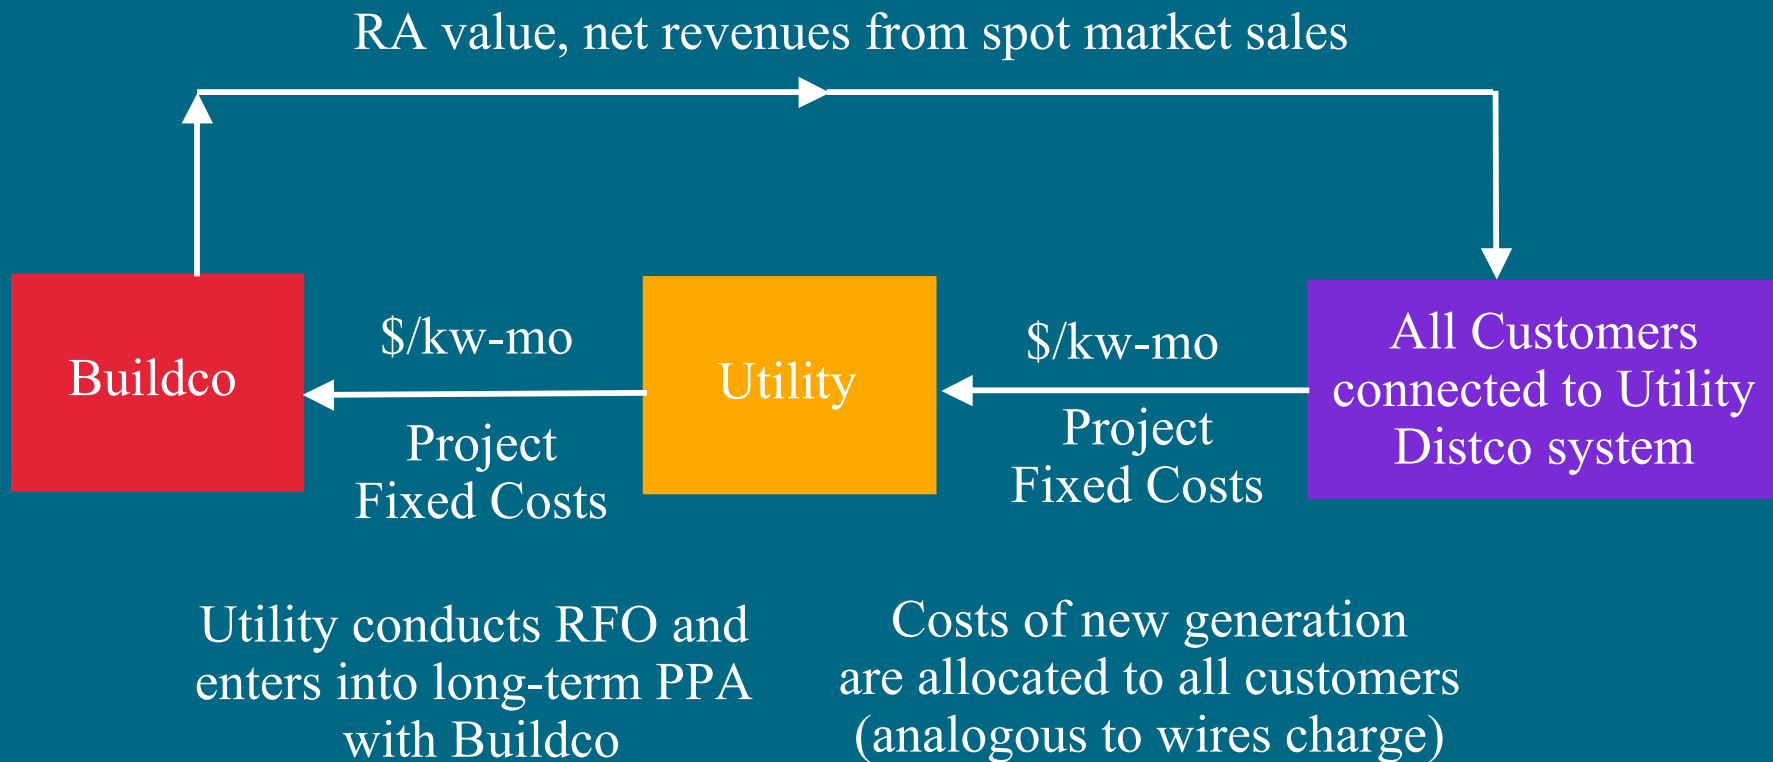 RA value, net revenues from spot market sales
Buildco
$/kw-mo
Project
Fixed Costs
Utility
$/kw-mo
Project
Fixed Costs
All Customers
connected to Utility
Distco system
Utility conducts RFO and
enters into long-term PPA
with Buildco
Costs of new generation
are allocated to all customers
(analogous to wires charge)